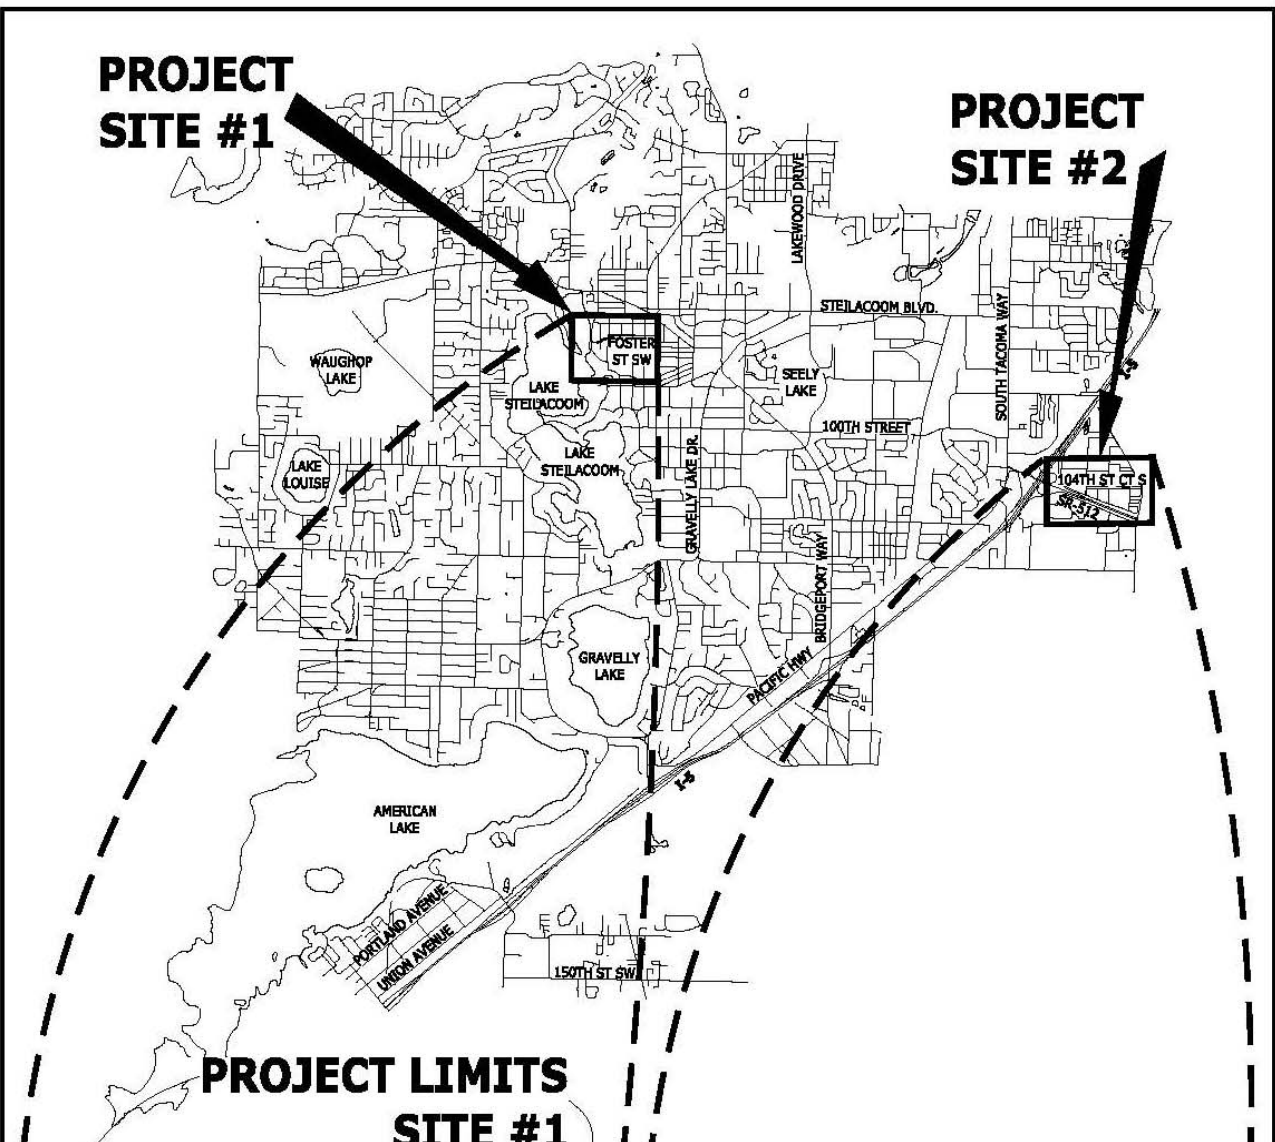 PROJECT
SITE #1
PROJECT
SITE #2
LAKEWOOD DRIVE
STEILACOOM BLVD.
SOUTH TACOMA WAY
I-5
FOSTER
ST SW
WAUGHOP
LAKE
SEELY
LAKE
LAKE
STEILACOOM
100TH STREET
LAKE
STEILACOOM
LAKE
LOUISE
GRAVELLY LAKE DR.
104TH ST CT S
SR-512
BRIDGEPORT WAY
GRAVELLY
LAKE
PACIFIC HWY
I-5
AMERICAN
LAKE
PORTLAND AVENUE
UNION AVENUE
150TH ST SW
PROJECT LIMITS
SITE #1